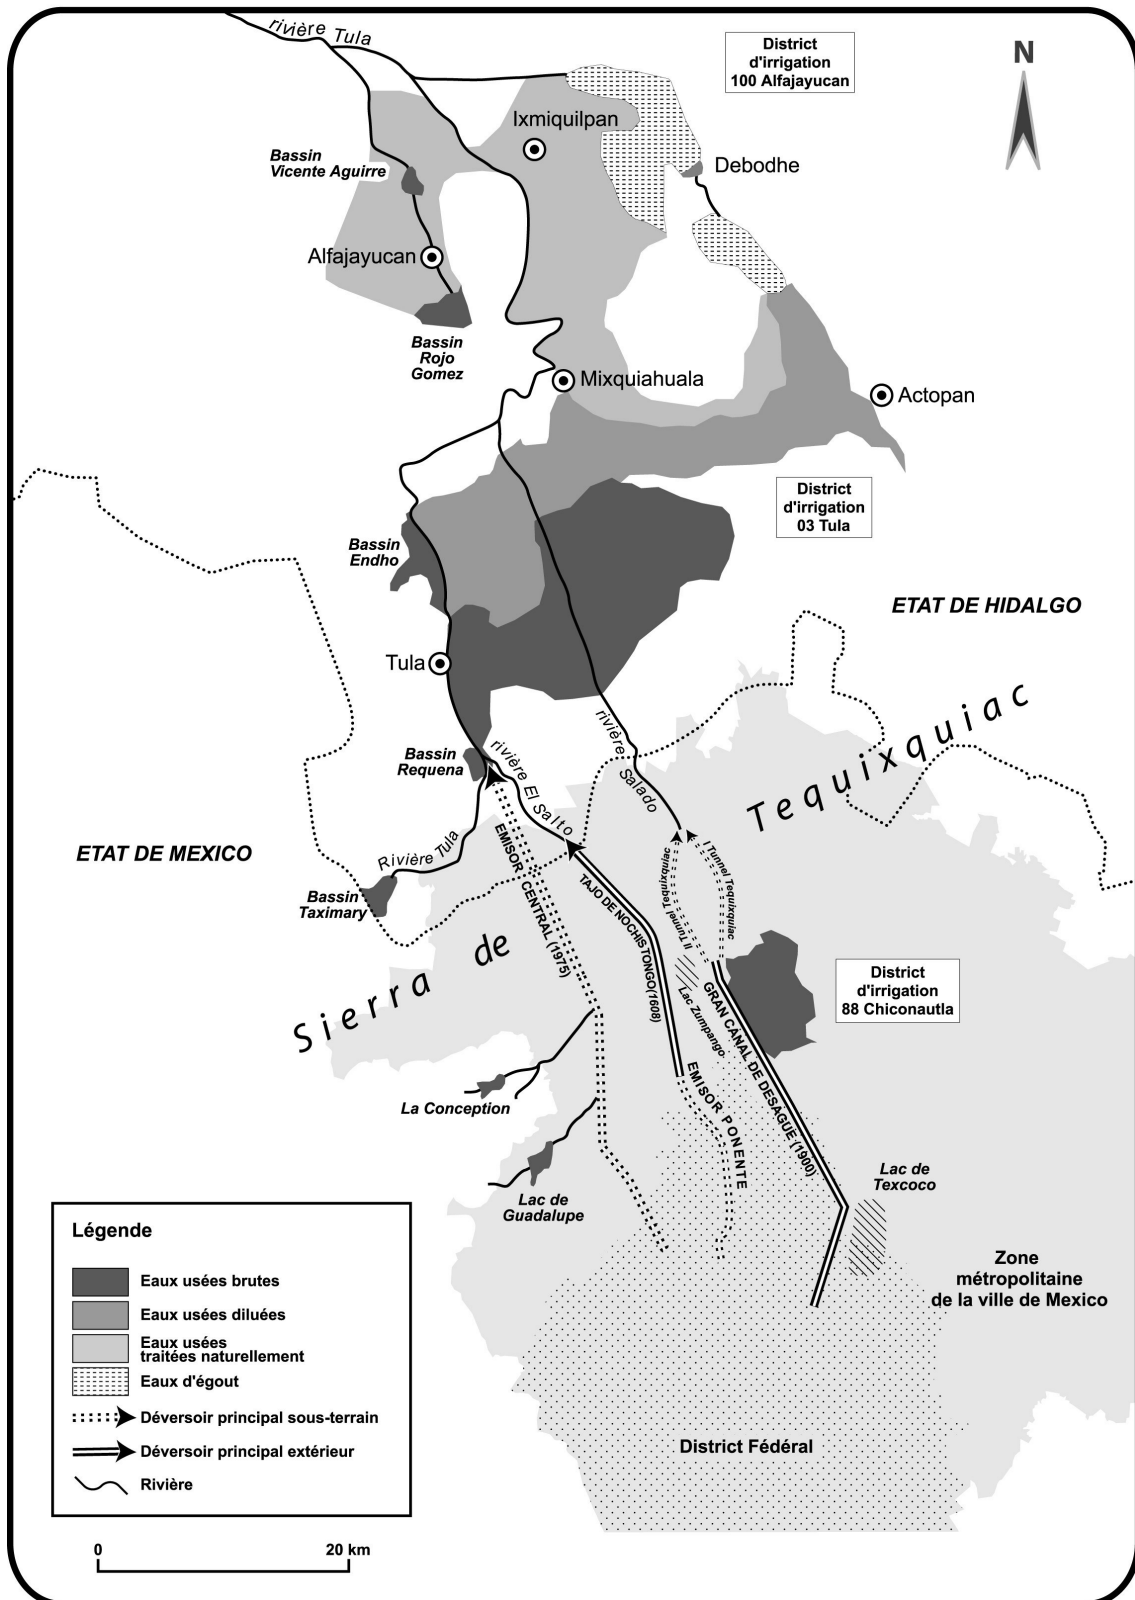 rivière Tula
District
d'irrigation
100 Alfajayucan
N
Ixmiquilpan
Bassin
Vicente Aguirre
Debodhe
Alfajayucan
Bassin
Rojo
Gomez
Mixquiahuala
Actopan
District
d'irrigation
03 Tula
Bassin
Endho
ETAT DE HIDALGO
Tula
Sierra de Tequixquiac
rivière Salado
Bassin
Requena
rivière El Salto
Rivière Tula
ETAT DE MEXICO
Bassin
Taximary
EMISOR CENTRAL (1975)
TAJO DE NOCHISTONGO(1608)
II Tunnel Tequinxquiac
I Tunnel Tequixquiac
District
d'irrigation
88 Chiconautla
Lac Zumpango
GRAN CANAL DE DESAGUE (1900)
EMISOR PONENTE
La Conception
Lac de
Guadalupe
Lac de
Texcoco
Zone
métropolitaine
de la ville de Mexico
District Fédéral
Légende
Eaux usées brutes
Eaux usées diluées
Eaux usées
traitées naturellement
Eaux d'égout
Déversoir principal sous-terrain
Déversoir principal extérieur
Rivière
0 20 km